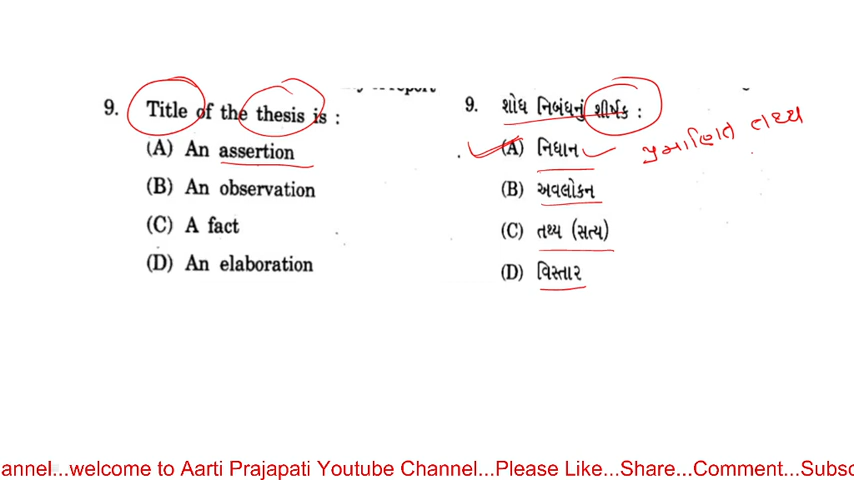 9. Title of the thesis is :
(A) An assertion
(B) An observation
(C) A fact
(D) An elaboration
9. શોધ નિબંધનું શીર્ષક :
(A) નિધાન
(B) અવલોકન
(C) તથ્ય (સત્ય)
(D) વિસ્તાર
પ્રમાણિત તથ્ય
annel...welcome to Aarti Prajapati Youtube Channel...Please Like...Share...Comment...Subsc